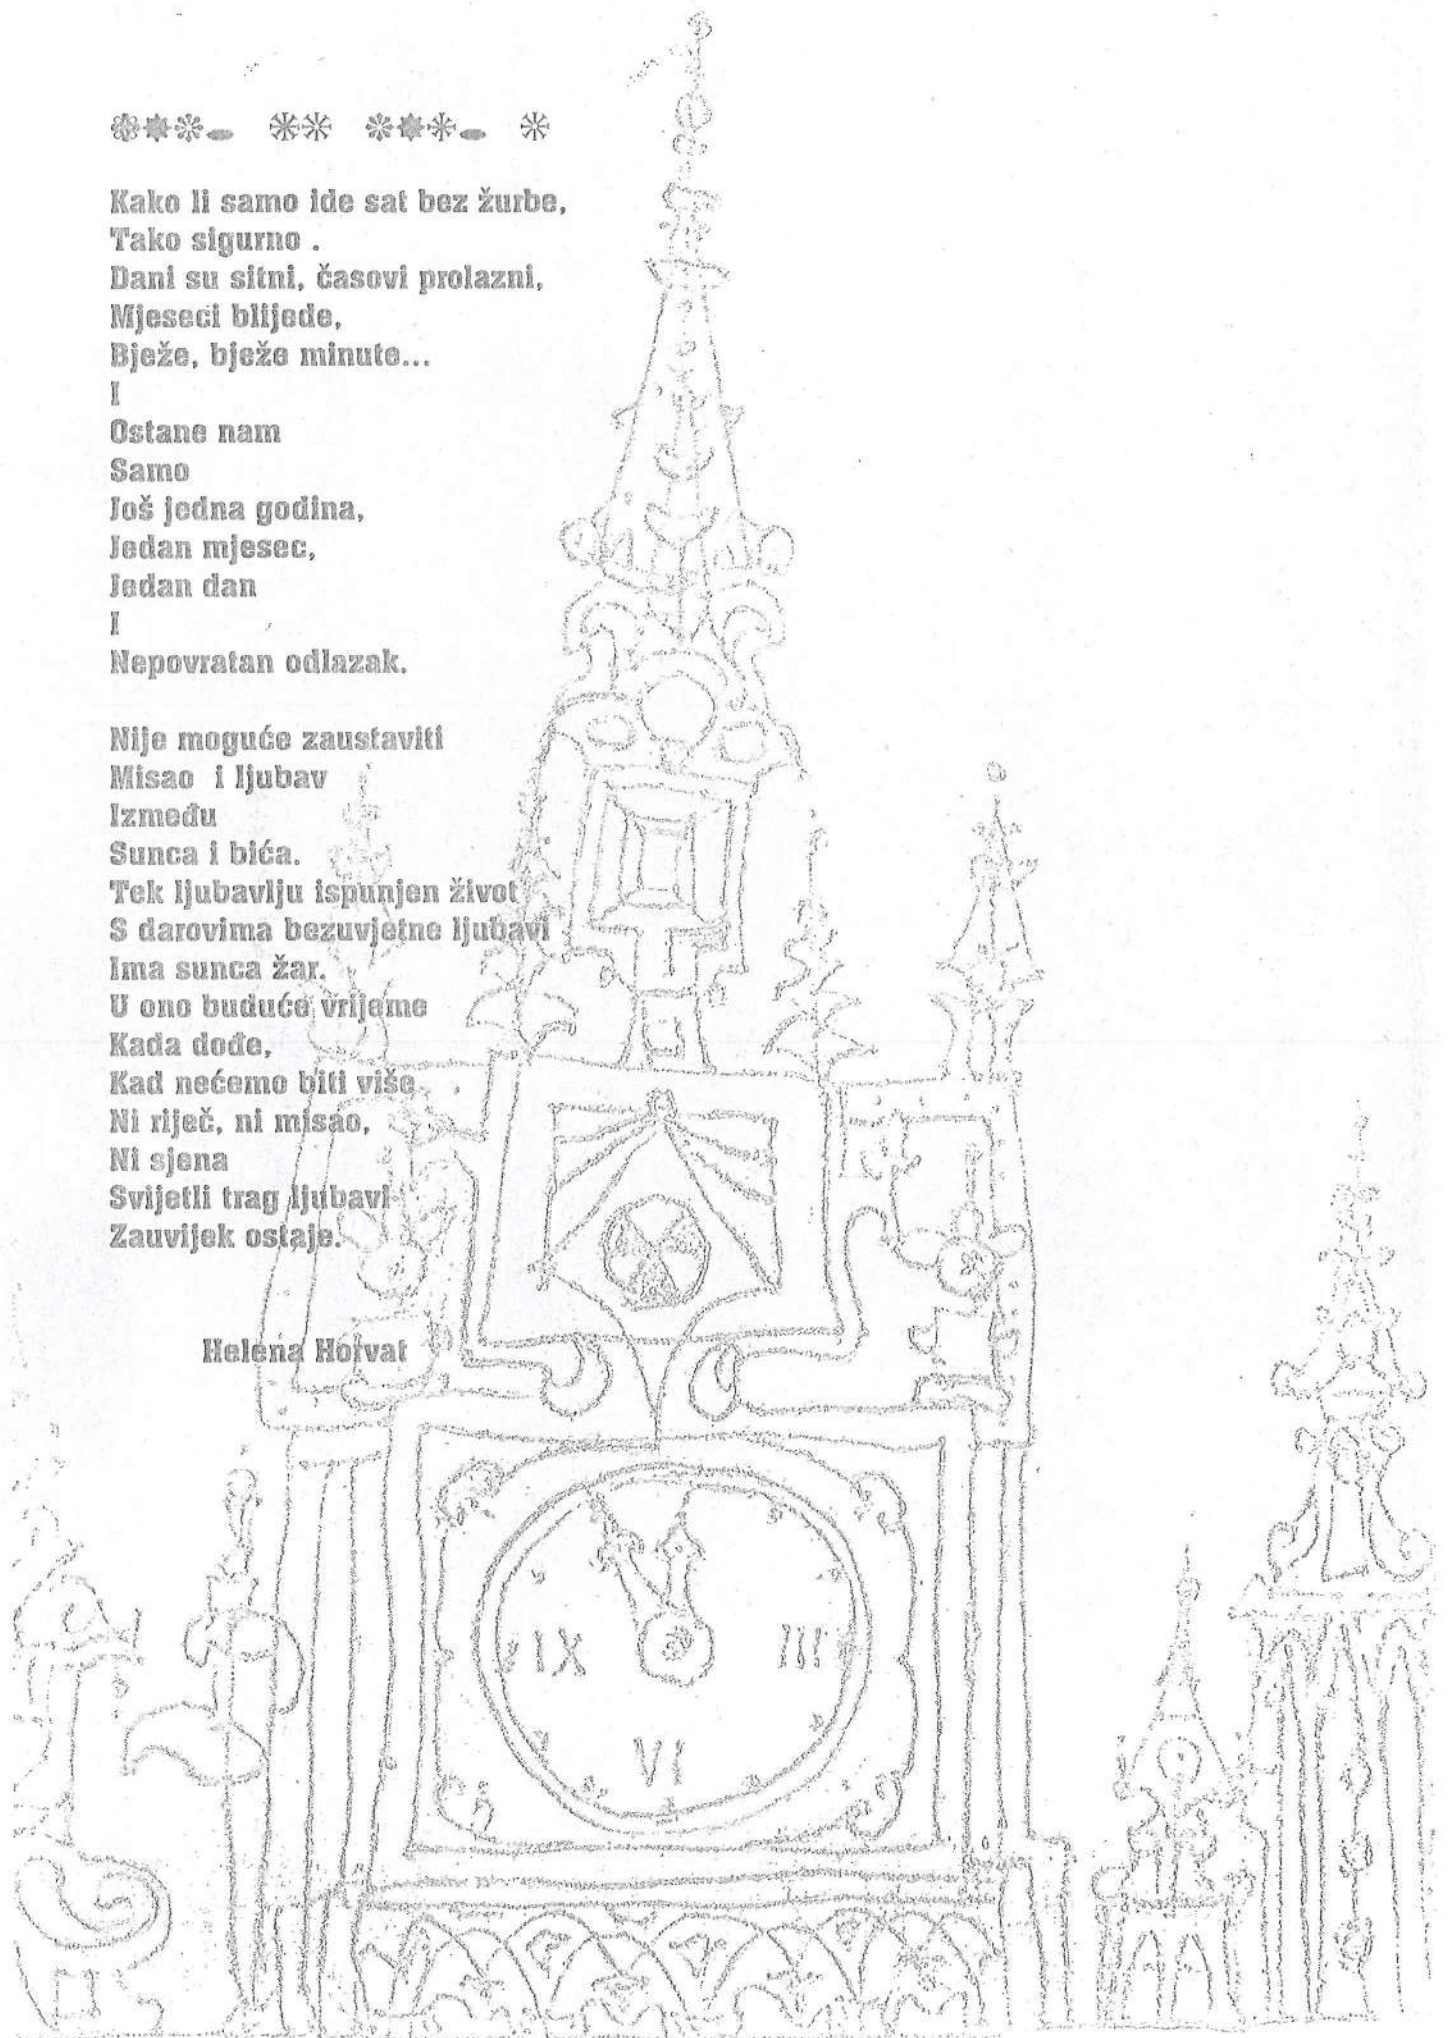 Kako li samo ide sat bez žurbe,
Tako sigurno .
Dani su sitni, časovi prolazni,
Mjeseci blijede,
Bježe, bježe minute...
I
Ostane nam
Samo
Još jedna godina,
Jedan mjesec,
Jedan dan
I
Nepovratan odlazak.

Nije moguće zaustaviti
Misao i ljubav
Između
Sunca i bića.
Tek ljubavlju ispunjen život
S darovima bezuvjetne ljubavi
Ima sunca žar.
U ono buduće vrijeme
Kada dođe,
Kad nećemo biti više
Ni riječ, ni misao,
Ni sjena
Svijetli trag ljubavi
Zauvijek ostaje.

Helena Horvat
IX III
VI